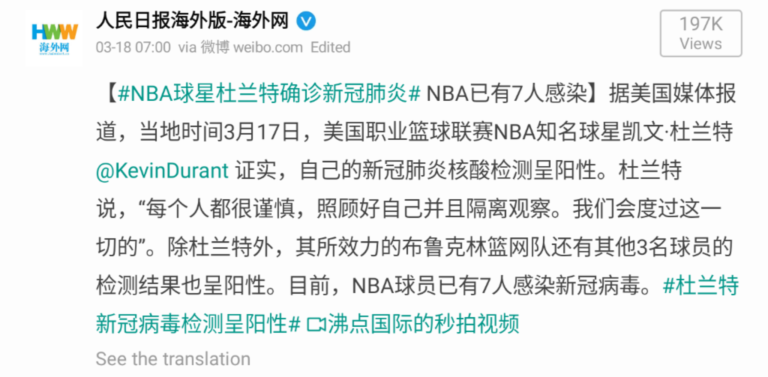 HWW
海外网
人民日报海外版-海外网
03-18 07:00 via 微博 weibo.com Edited
197K
Views
【#NBA球星杜兰特确诊新冠肺炎# NBA已有7人感染】据美国媒体报
道，当地时间3月17日，美国职业篮球联赛NBA知名球星凯文·杜兰特
@KevinDurant 证实，自己的新冠肺炎核酸检测呈阳性。杜兰特
说，“每个人都很谨慎，照顾好自己并且隔离观察。我们会度过这一
切的”。除杜兰特外，其所效力的布鲁克林篮网队还有其他3名球员的
检测结果也呈阳性。目前，NBA球员已有7人感染新冠病毒。#杜兰特
新冠病毒检测呈阳性# 沸点国际的秒拍视频
See the translation